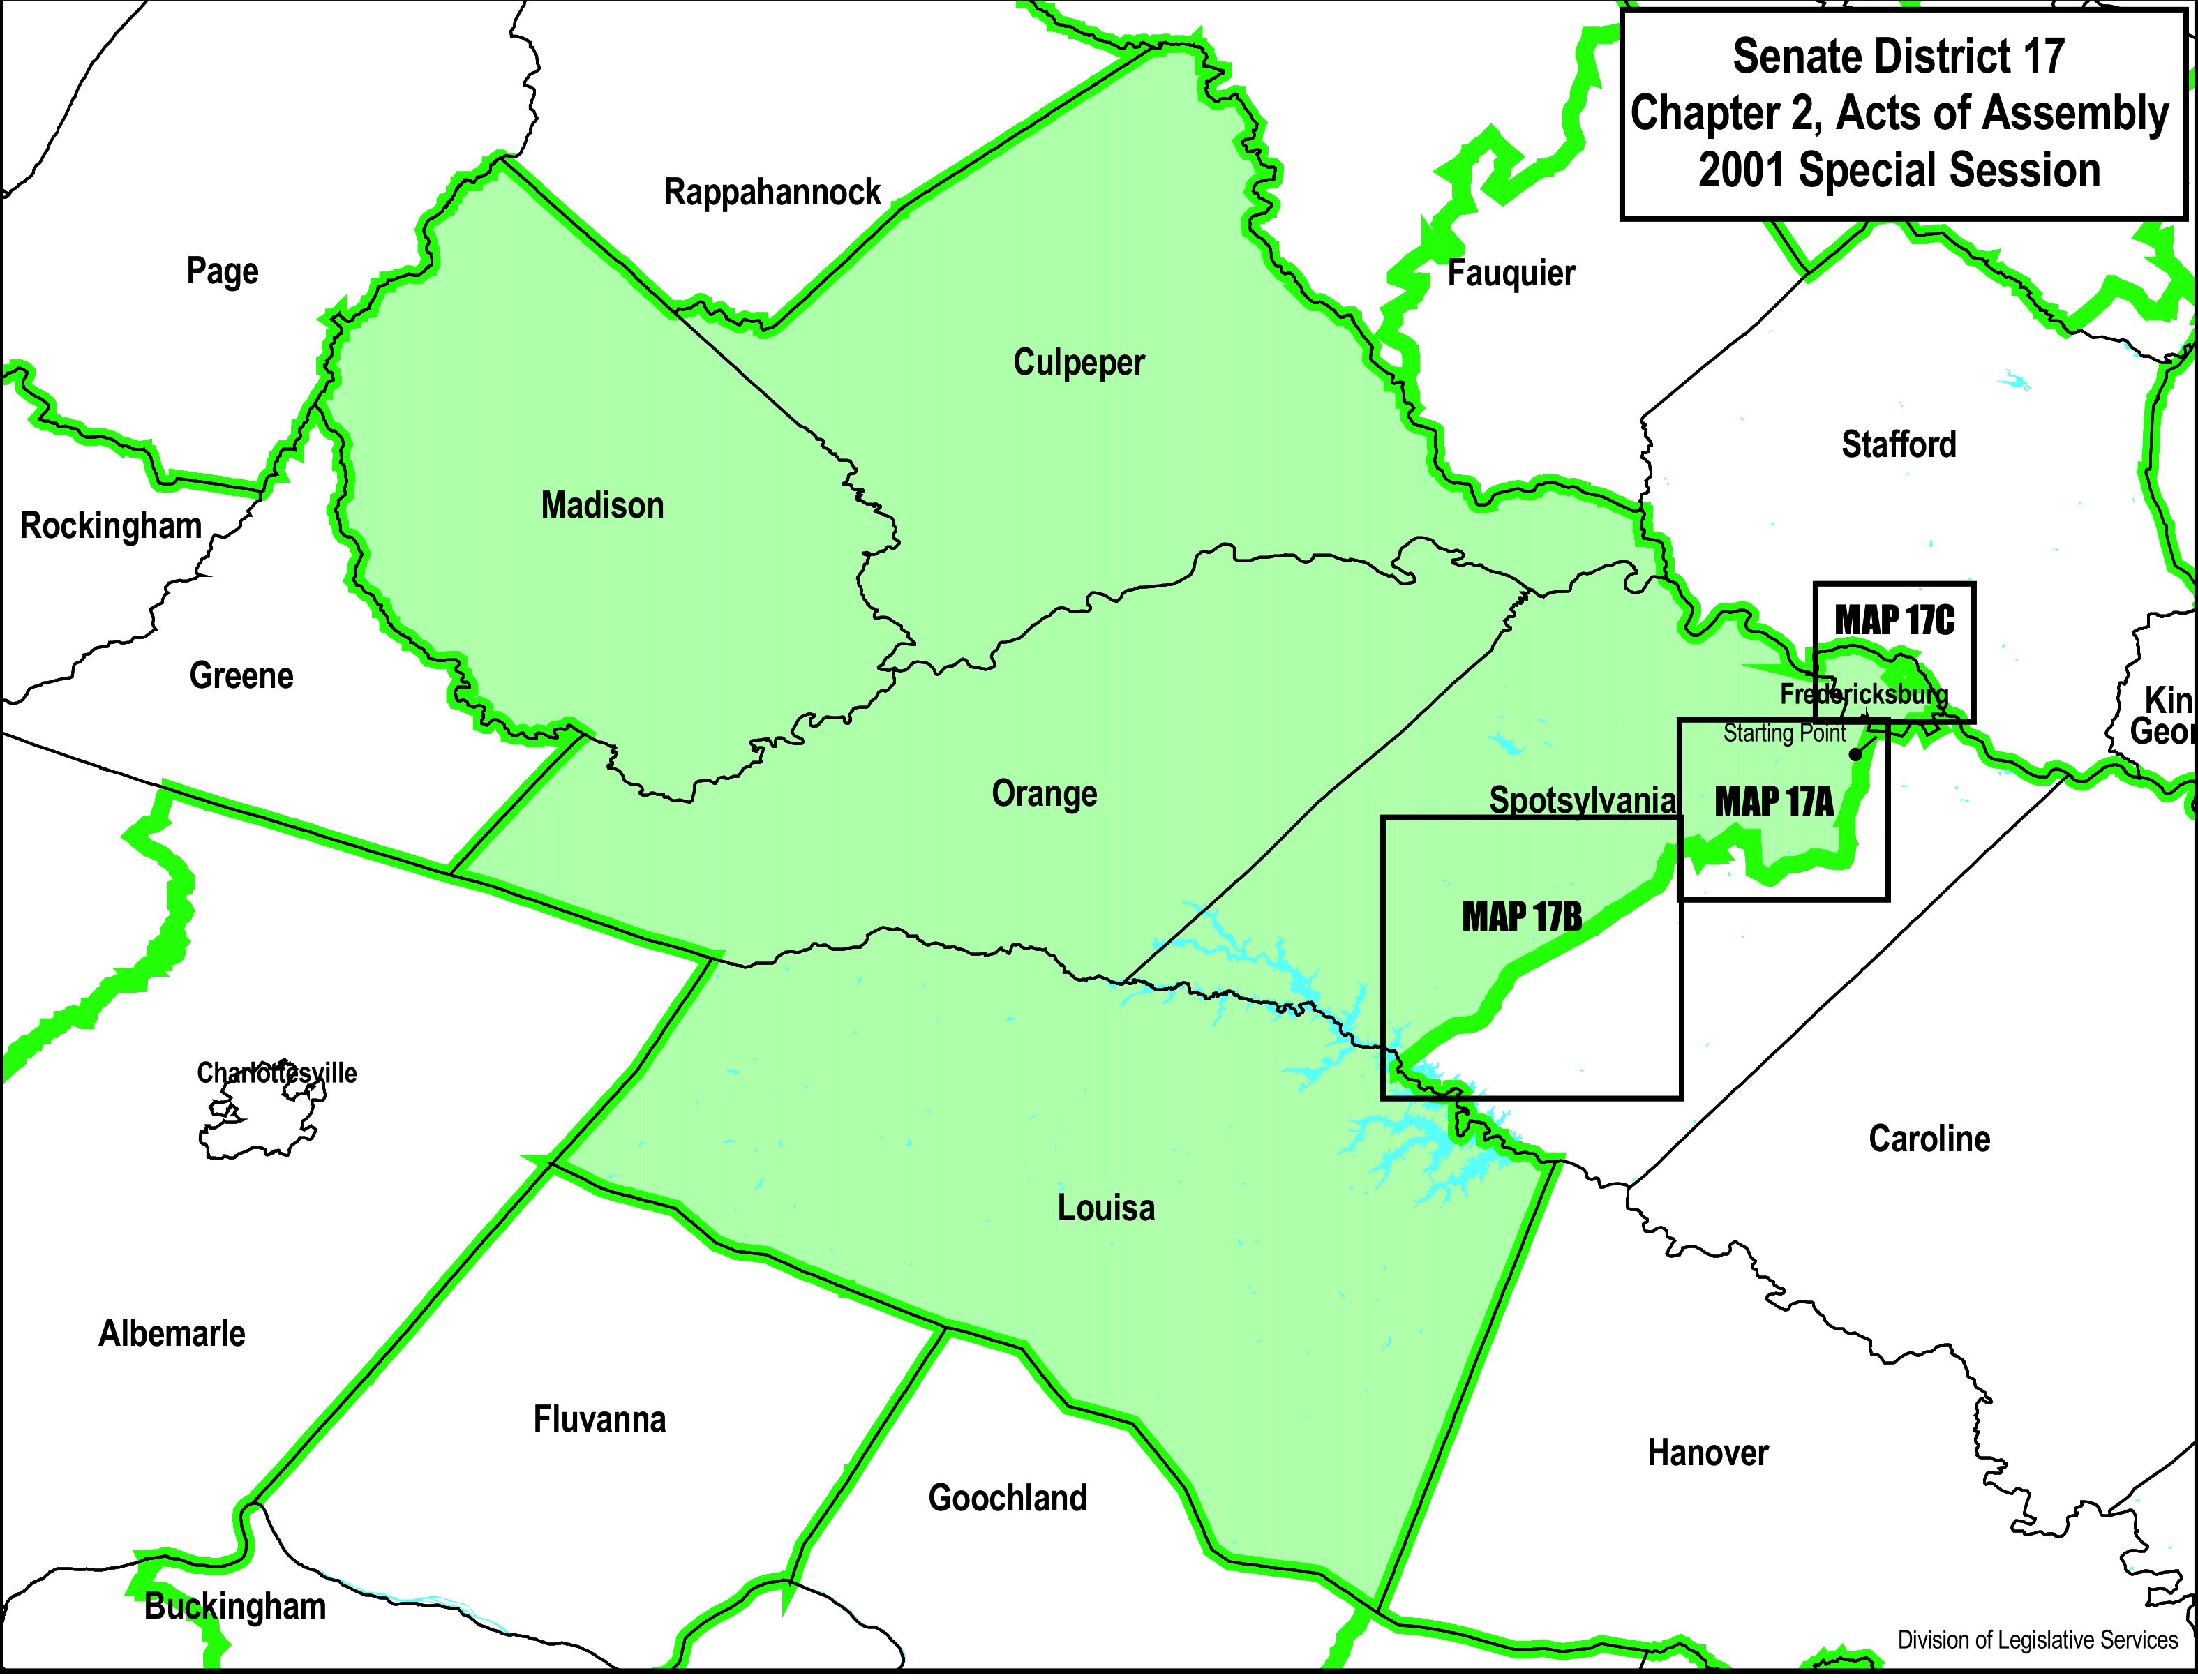 Senate District 17
Chapter 2, Acts of Assembly
2001 Special Session
Rappahannock
Page
Fauquier
Culpeper
Stafford
Madison
Rockingham
MAP 17C
Greene
Fredericksburg
Kin
Geor
Starting Point
Orange
Spotsylvania
MAP 17A
MAP 17B
Charlottesville
Caroline
Louisa
Albemarle
Fluvanna
Hanover
Goochland
Buckingham
Division of Legislative Services